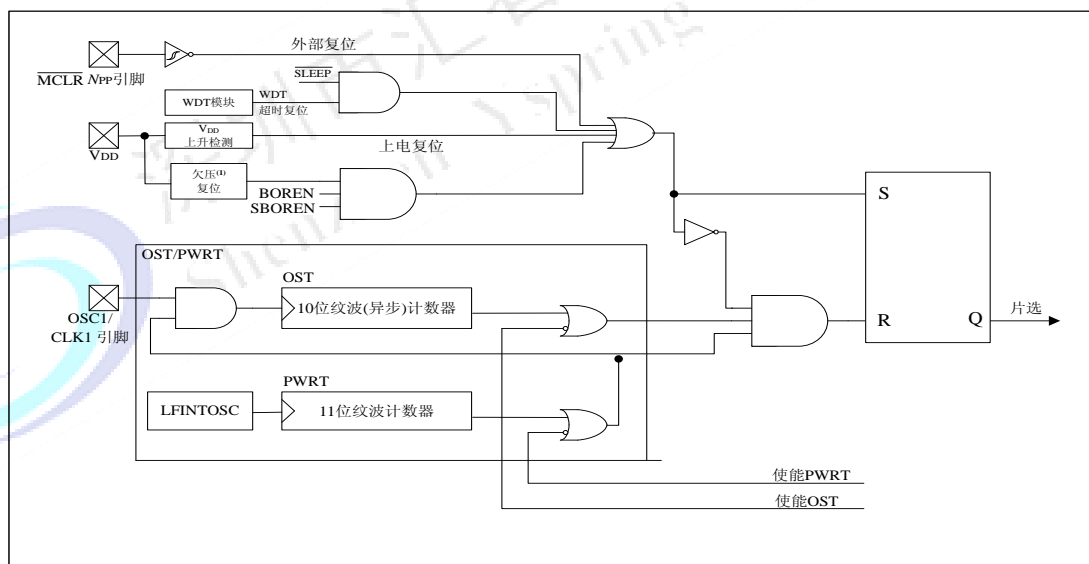 外部复位
MCLR NPP引脚
SLEEP
WDT模块
WDT
超时复位
VDD
上升检测
VDD
上电复位
欠压(1)
复位
BOREN
SBOREN
S
OST/PWRT
OST
10位纹波(异步)计数器
OSC1/
CLK1 引脚
片选
R
Q
PWRT
LFINTOSC
11位纹波计数器
使能PWRT
使能OST
Shenzhen Yspring